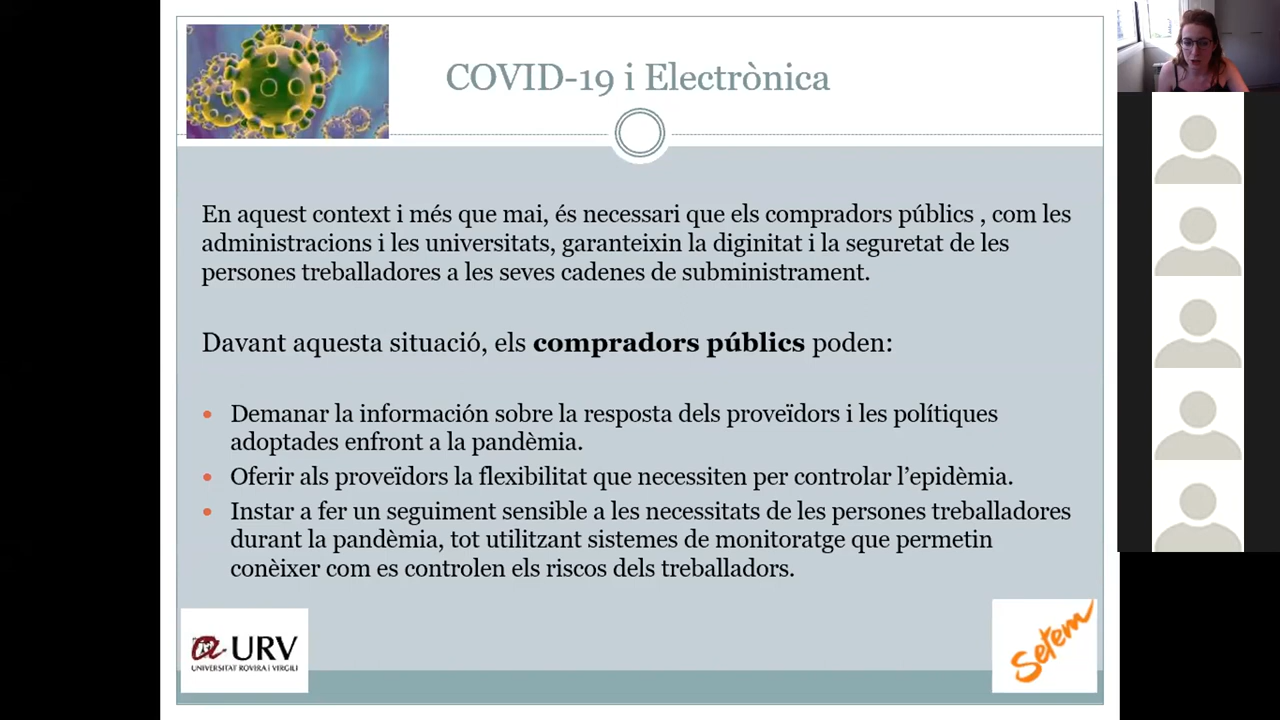 COVID-19 i Electrònica
En aquest context i més que mai, és necessari que els compradors públics , com les
administracions i les universitats, garanteixin la diginitat i la seguretat de les
persones treballadores a les seves cadenes de subministrament.
Davant aquesta situació, els compradors públics poden:
• Demanar la información sobre la resposta dels proveïdors i les polítiques
adoptades enfront a la pandèmia.
• Oferir als proveïdors la flexibilitat que necessiten per controlar l’epidèmia.
• Instar a fer un seguiment sensible a les necessitats de les persones treballadores
durant la pandèmia, tot utilitzant sistemes de monitoratge que permetin
conèixer com es controlen els riscos dels treballadors.
URV
UNIVERSITAT ROVIRA i VIRGILI
Setem